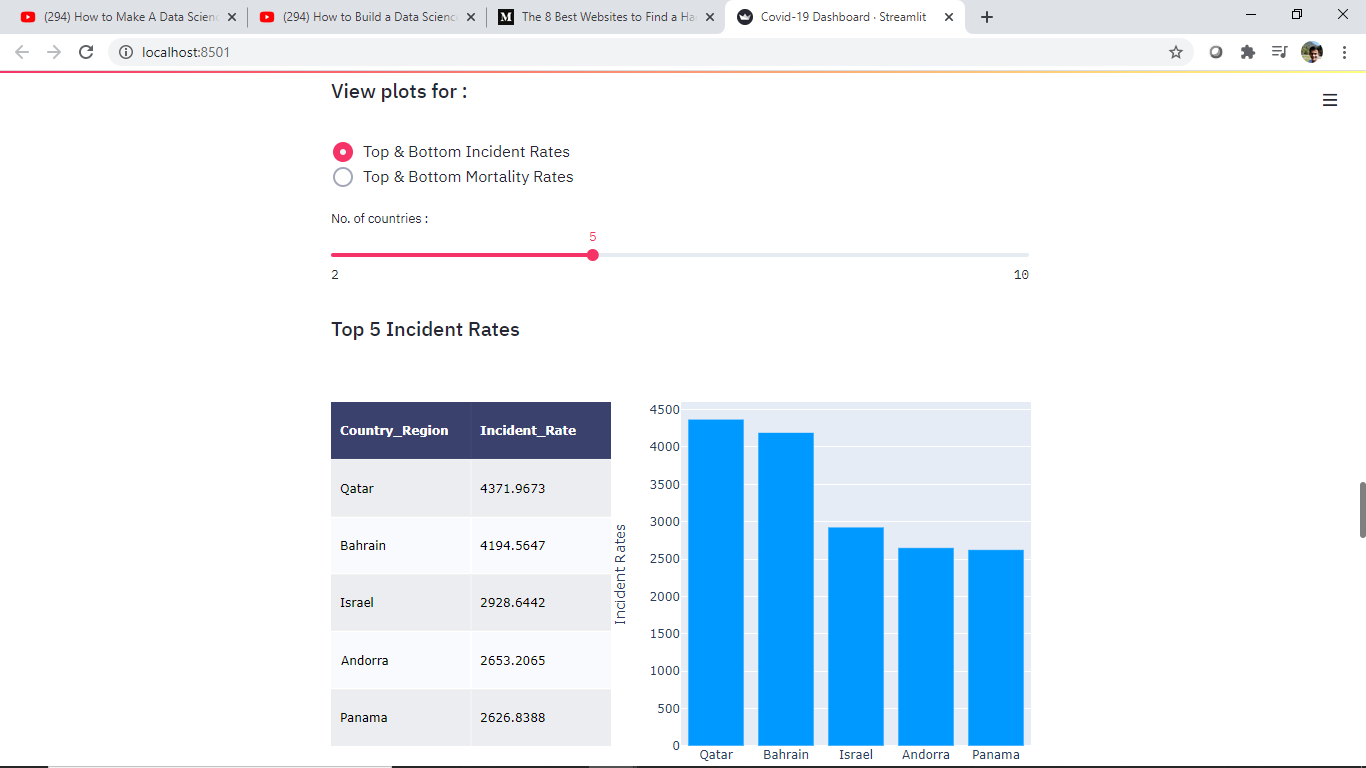 (294) How to Make A Data Scienc
(294) How to Build a Data Science
The 8 Best Websites to Find a Ha
Covid-19 Dashboard · Streamlit
localhost:8501
View plots for :
Top & Bottom Incident Rates
Top & Bottom Mortality Rates
No. of countries :
5
2
10
Top 5 Incident Rates
Country_Region Incident_Rate
Qatar 4371.9673
Bahrain 4194.5647
Israel 2928.6442
Andorra 2653.2065
Panama 2626.8388
Incident Rates
4500
4000
3500
3000
2500
2000
1500
1000
500
0
Qatar Bahrain Israel Andorra Panama